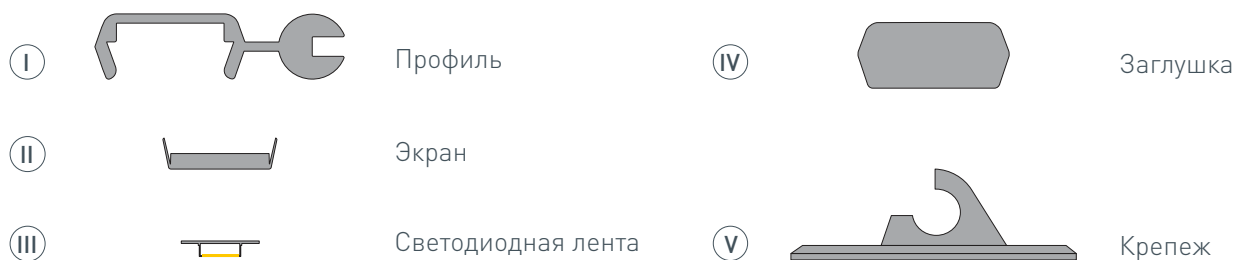 I Профиль
II Экран
III Светодиодная лента
IV Заглушка
V Крепеж